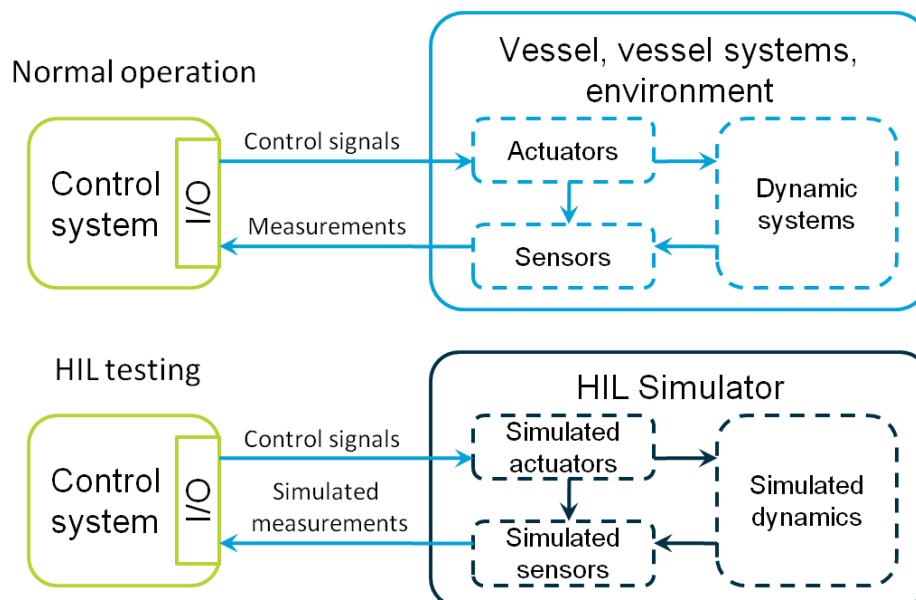 Normal operation
Control
system
I/O
Control signals
Measurements
Vessel, vessel systems,
environment
Actuators
Sensors
Dynamic
systems
HIL testing
Control
system
I/O
Control signals
Simulated
measurements
HIL Simulator
Simulated
actuators
Simulated
sensors
Simulated
dynamics